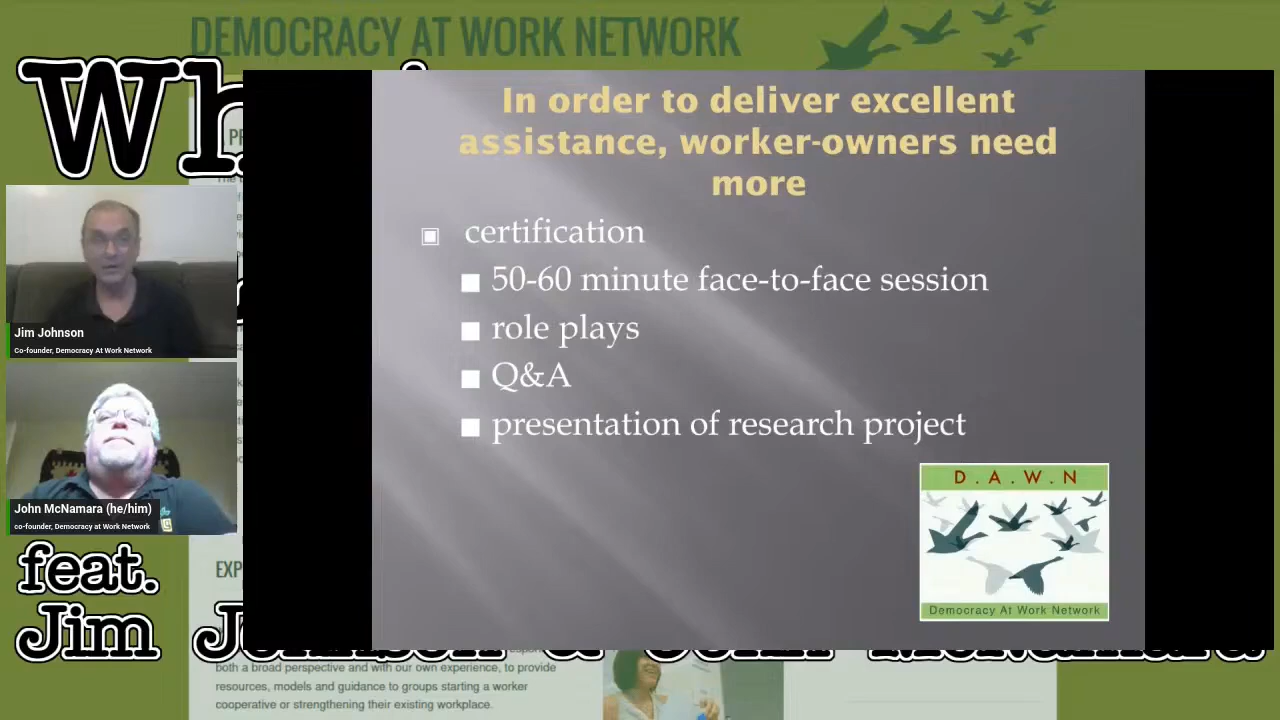 DEMOCRACY AT WORK NETWORK
In order to deliver excellent
assistance, worker-owners need
more
certification
50-60 minute face-to-face session
role plays
Q&A
presentation of research project
D.A.W.N
Democracy At Work Network
Jim Johnson
Co-founder, Democracy At Work Network
John McNamara (he/him)
co-founder, Democracy at Work Network
feat.
Jim
both a broad perspective and with our own experience, to provide
resources, models and guidance to groups starting a worker
cooperative or strengthening their existing workplace.